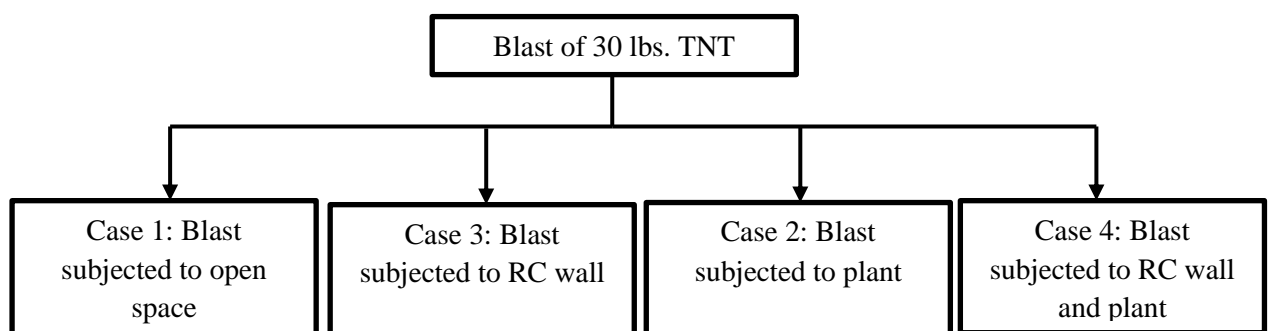 Blast of 30 lbs. TNT
Case 1: Blast
subjected to open
space
Case 3: Blast
subjected to RC wall
Case 2: Blast
subjected to plant
Case 4: Blast
subjected to RC wall
and plant